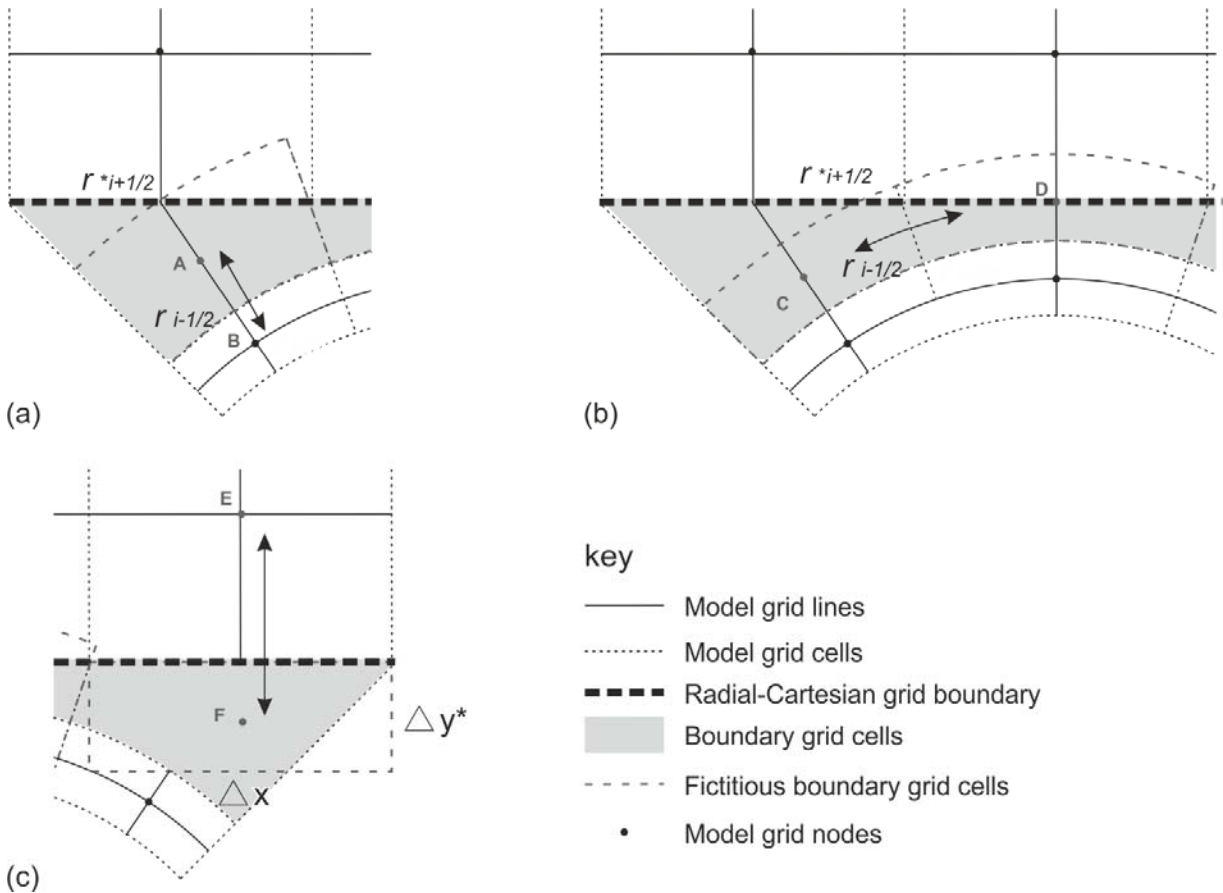 r *i+1/2
A
r i-1/2
B
(a)
r *i+1/2
D
r i-1/2
C
(b)
E
F
△ y*
△ x
(c)
key
Model grid lines
Model grid cells
Radial-Cartesian grid boundary
Boundary grid cells
Fictitious boundary grid cells
Model grid nodes